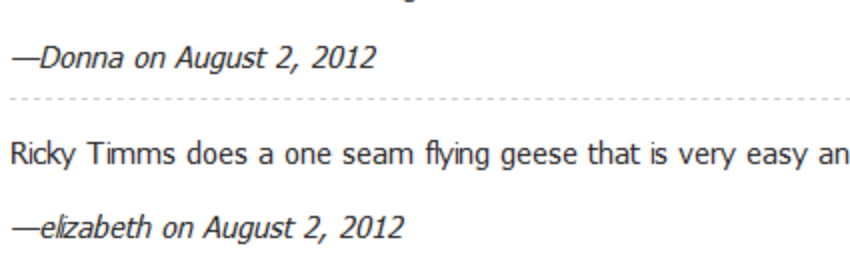 —Donna on August 2, 2012
Ricky Timms does a one seam flying geese that is very easy an
—elizabeth on August 2, 2012